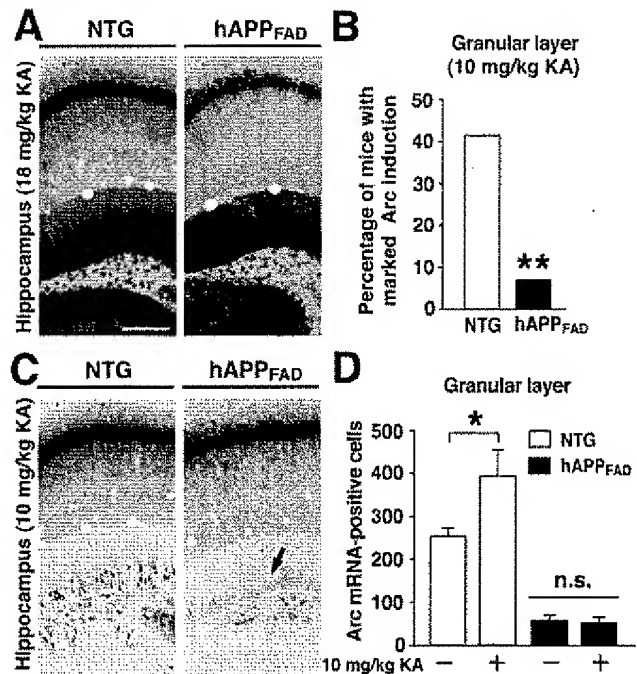 A
NTG
hAPPFAD
Hippocampus (18 mg/kg KA)
B
Granular layer
(10 mg/kg KA)
Percentage of mice with
marked Arc Induction
50
40
30
20
10
0
**
NTG
hAPPFAD
C
NTG
hAPPFAD
Hippocampus (10 mg/kg KA)
D
Granular layer
NTG
hAPPFAD
Arc mRNA-positive cells
500
400
300
200
100
0
*
n.s.
10 mg/kg KA − + − +